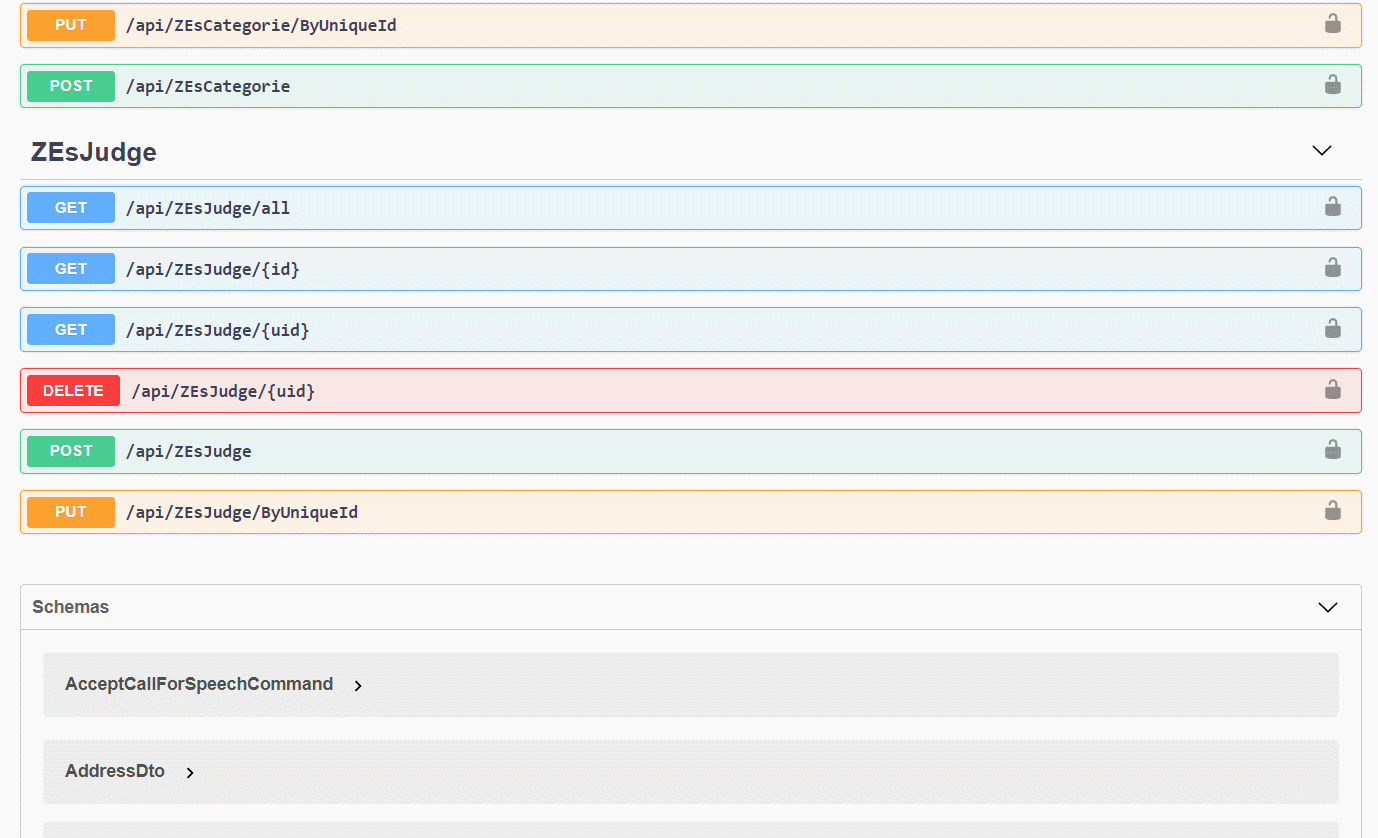 PUT /api/ZEsCategorie/ByUniqueId
POST /api/ZEsCategorie
ZEsJudge
GET /api/ZEsJudge/all
GET /api/ZEsJudge/{id}
GET /api/ZEsJudge/{uid}
DELETE /api/ZEsJudge/{uid}
POST /api/ZEsJudge
PUT /api/ZEsJudge/ByUniqueId
Schemas
AcceptCallForSpeechCommand
AddressDto